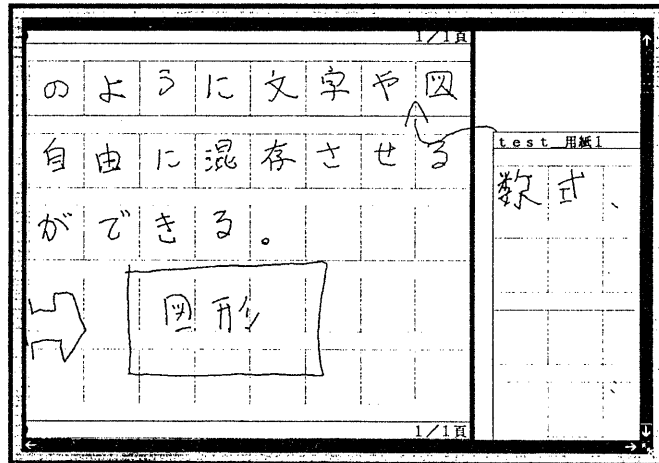 1/1頁
のように文字や図
自由に混存させる
ができる。
図形
1/1頁
test_用紙1
数式、